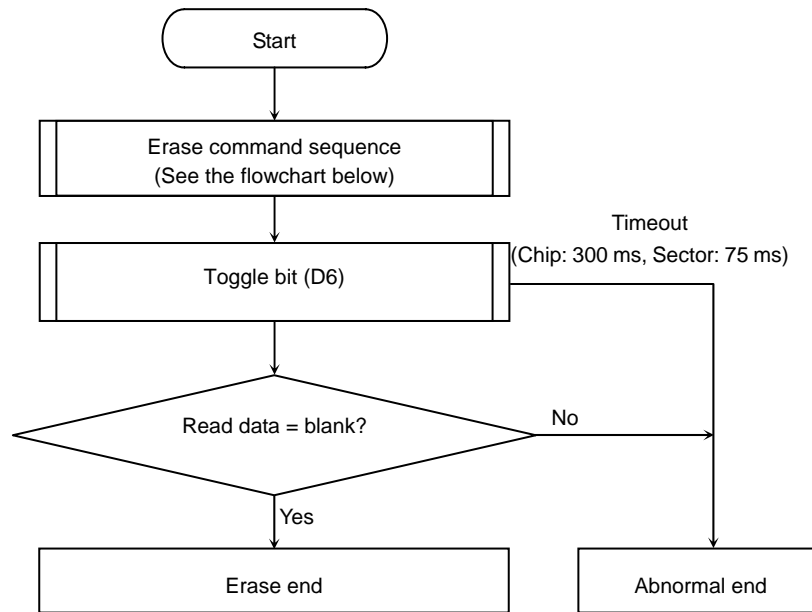 Start
Erase command sequence
(See the flowchart below)
Timeout
(Chip: 300 ms, Sector: 75 ms)
Toggle bit (D6)
Read data = blank?
No
Yes
Erase end
Abnormal end